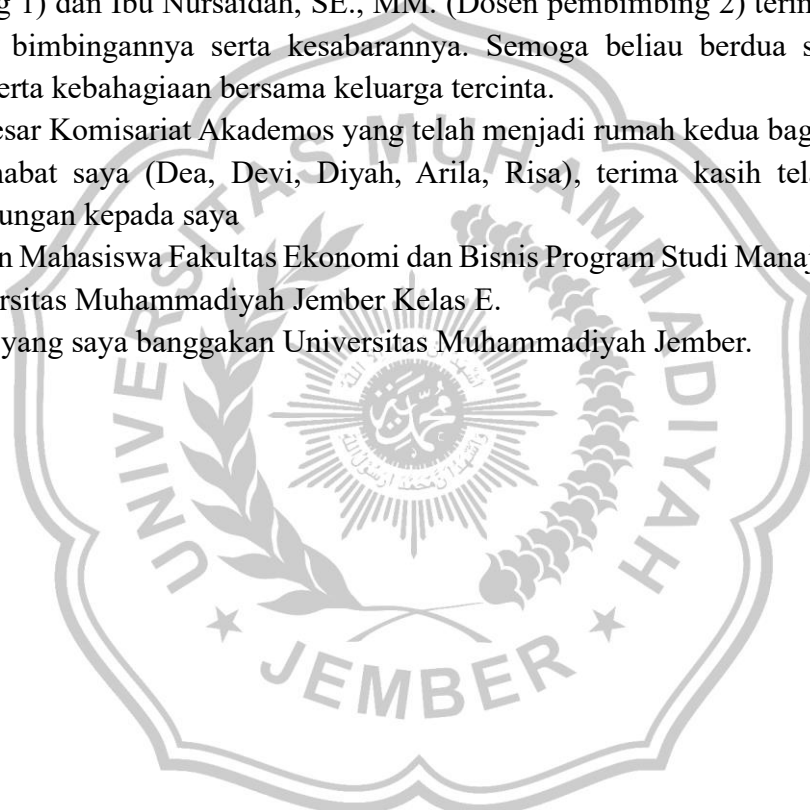 g 1) dan Ibu Nursaidah, SE., MM. (Dosen pembimbing 2) terim
bimbingannya serta kesabarannya. Semoga beliau berdua s
erta kebahagiaan bersama keluarga tercinta.
esar Komisariat Akademos yang telah menjadi rumah kedua bag
nabat saya (Dea, Devi, Diyah, Arila, Risa), terima kasih tel
ungan kepada saya
n Mahasiswa Fakultas Ekonomi dan Bisnis Program Studi Mana
rsitas Muhammadiyah Jember Kelas E.
yang saya banggakan Universitas Muhammadiyah Jember.
UNIVERSITAS MUHAMMADIYAH
JEMBER